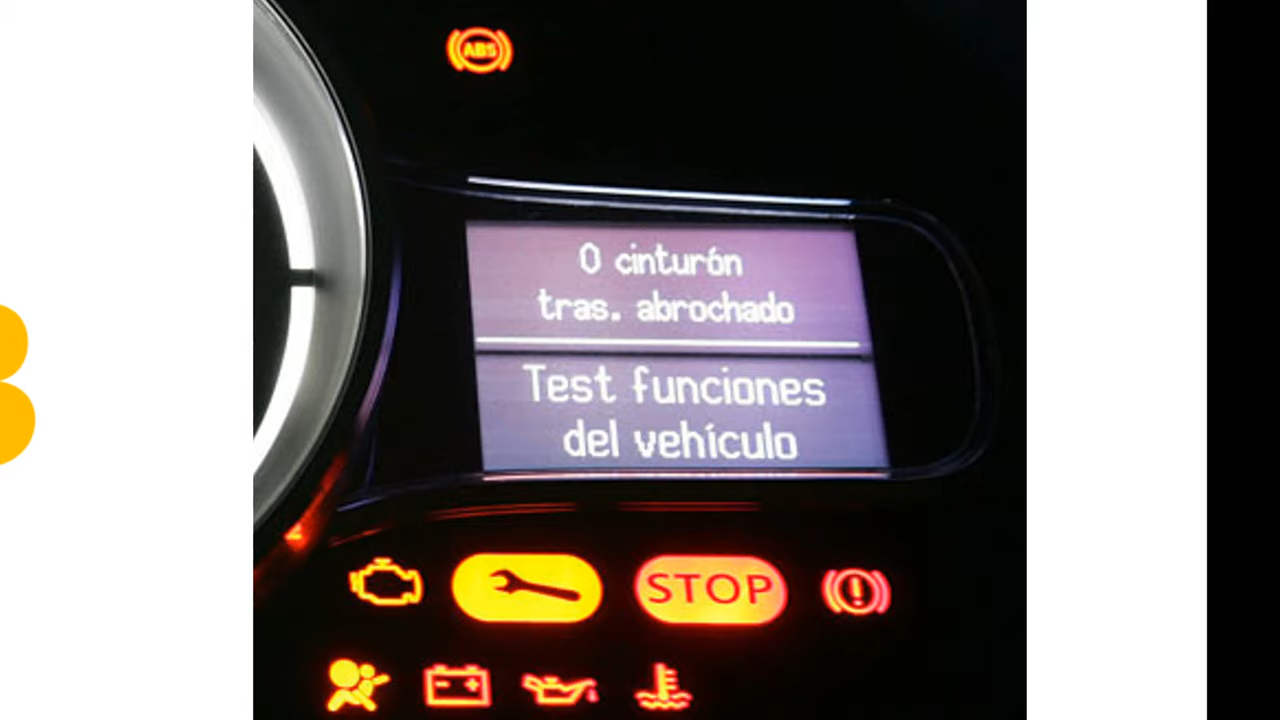 ABS
0 cinturón
tras. abrochado
Test funciones
del vehículo
STOP